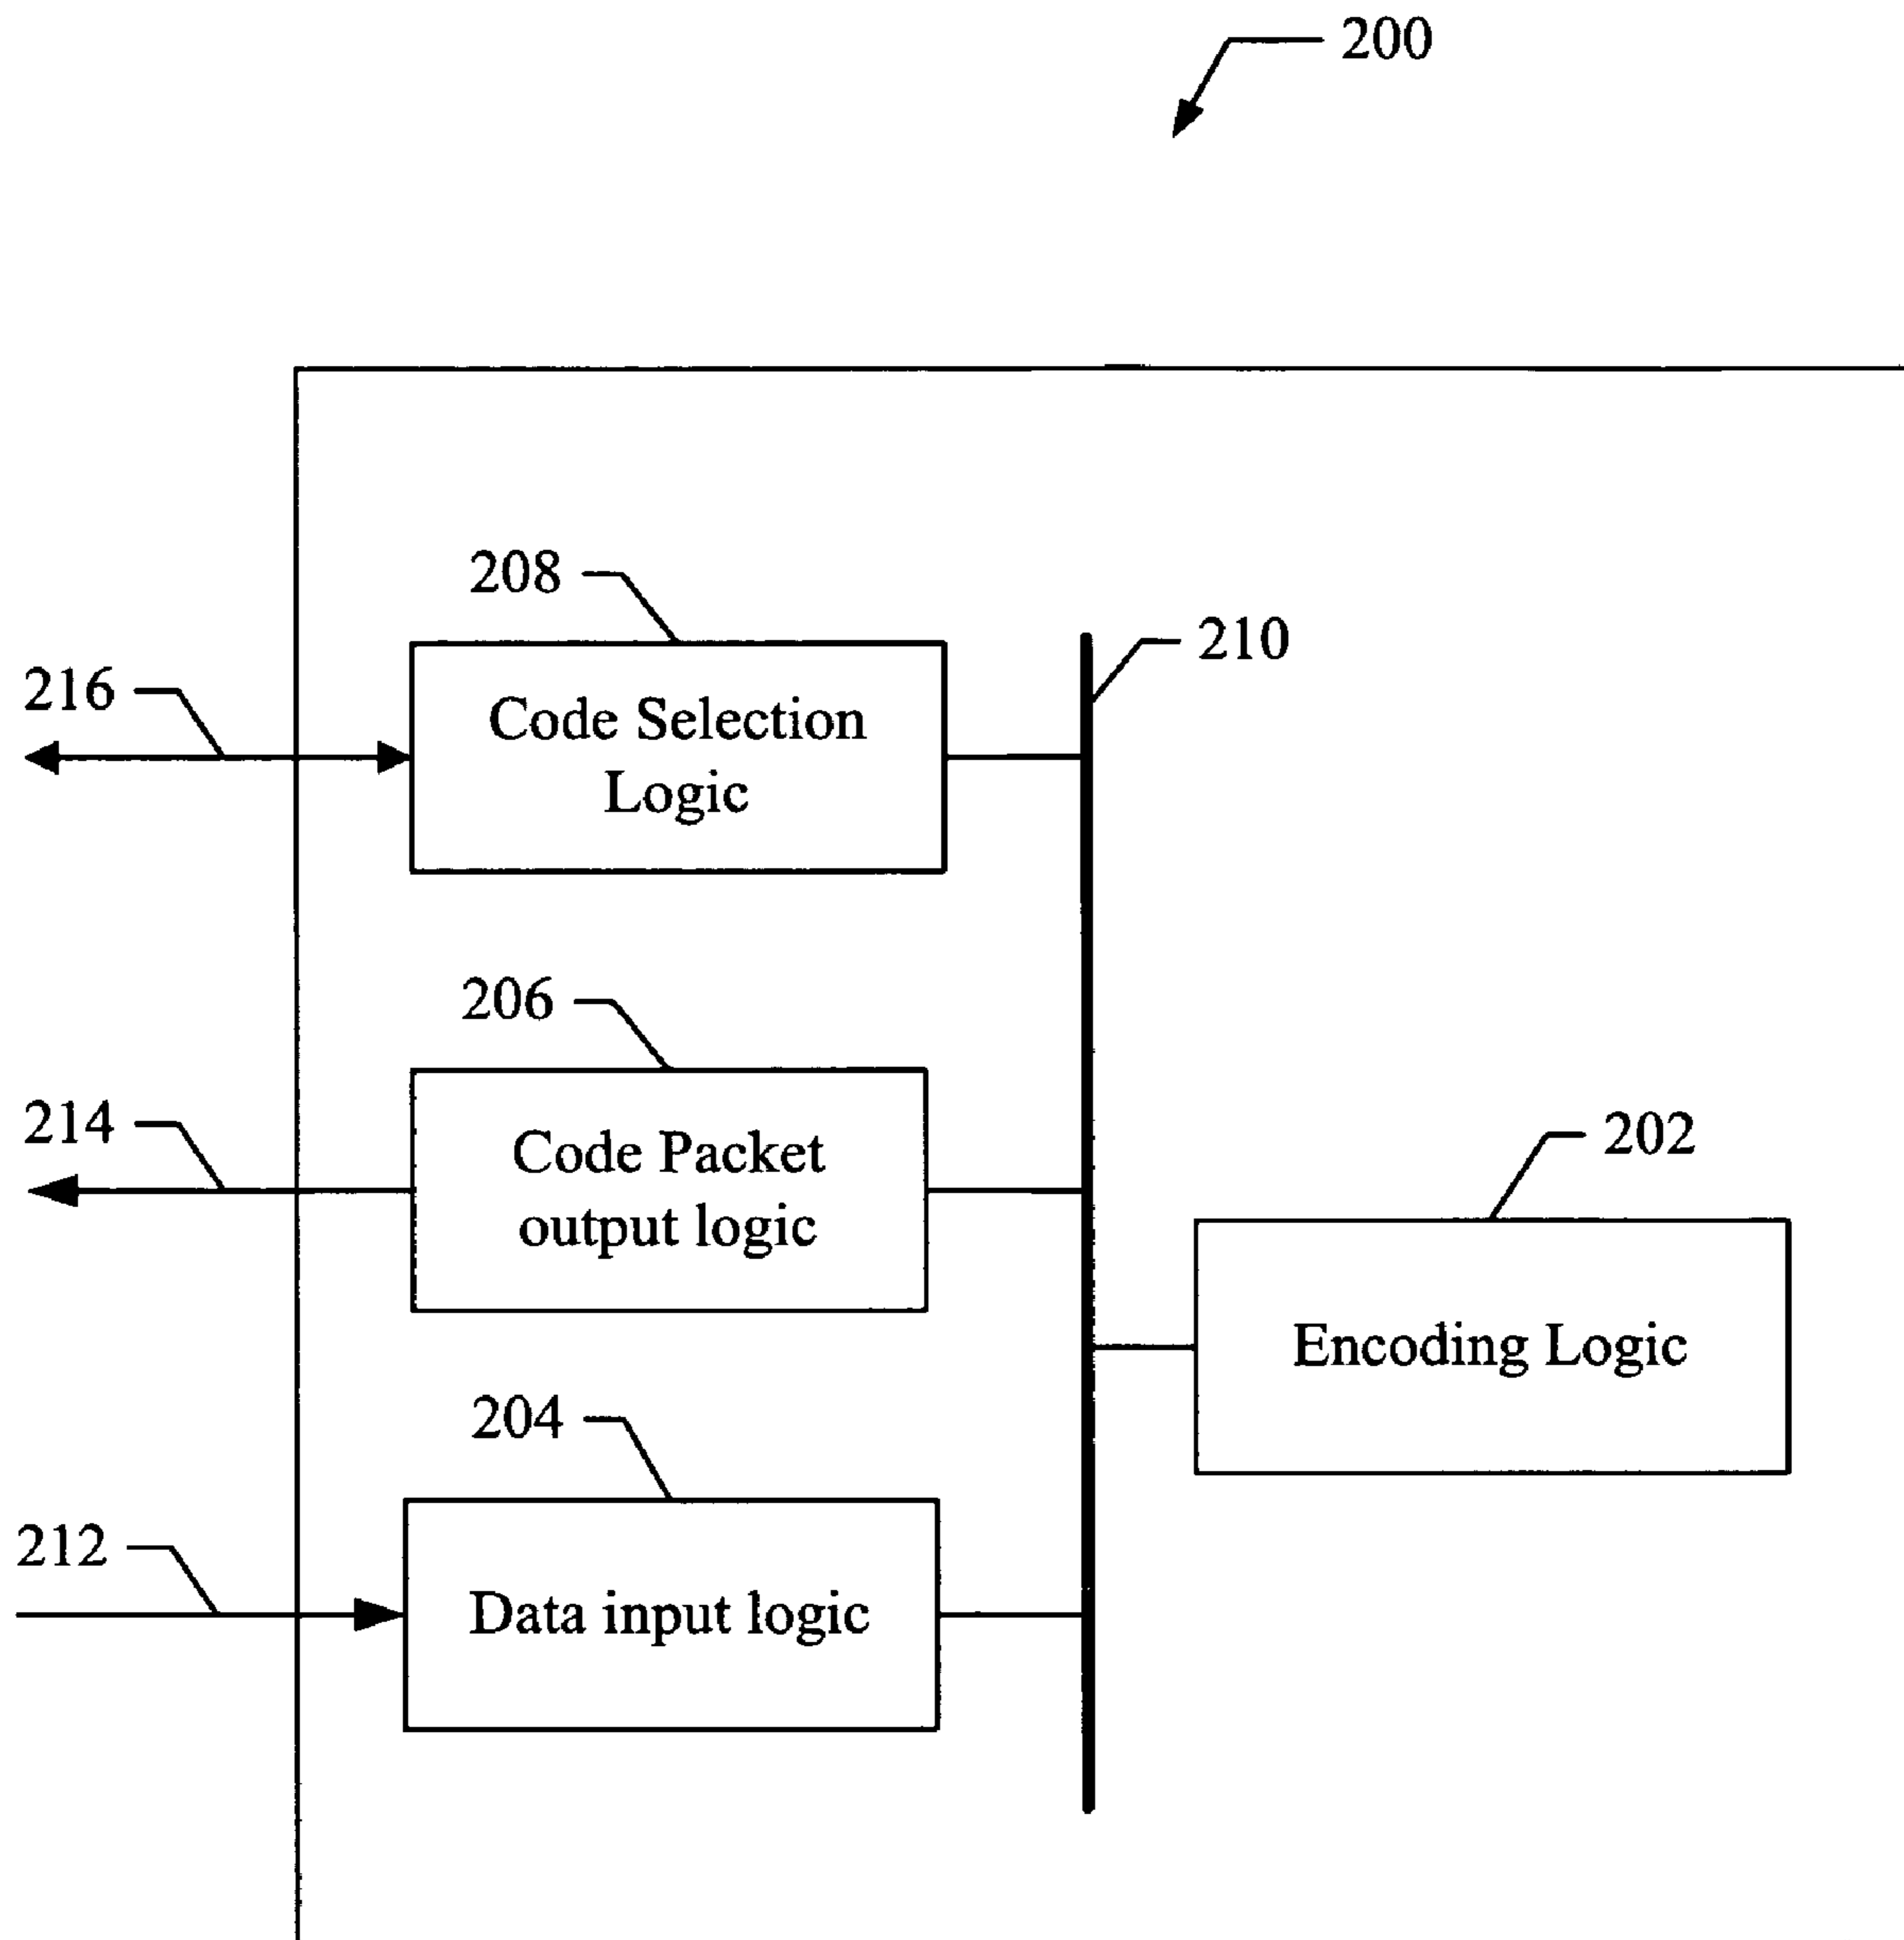 200
208
210
216
Code Selection
Logic
206
214
Code Packet
output logic
202
Encoding Logic
204
212
Data input logic